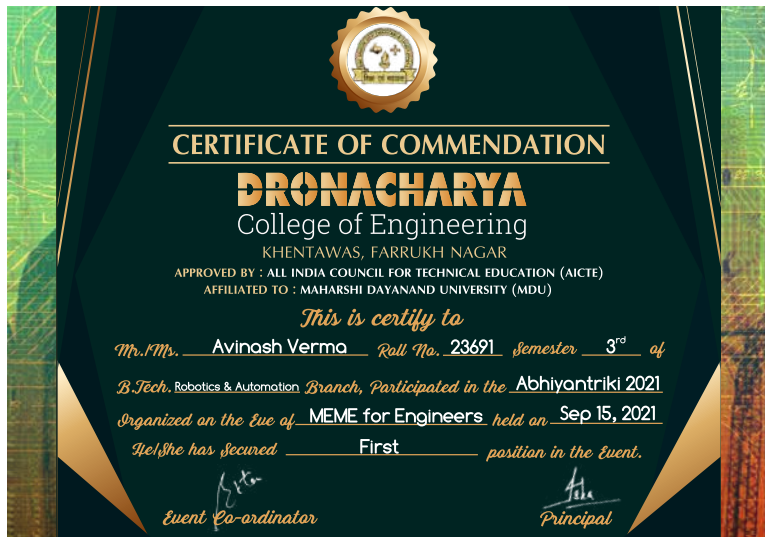 CERTIFICATE OF COMMENDATION
DRONACHARYA
College of Engineering
KHENTAWAS, FARRUKH NAGAR
APPROVED BY : ALL INDIA COUNCIL FOR TECHNICAL EDUCATION (AICTE)
AFFILIATED TO : MAHARSHI DAYANAND UNIVERSITY (MDU)
This is certify to
Mr./Ms. Avinash Verma Roll No. 23691 Semester 3rd of
B.Tech. Robotics & Automation Branch, Participated in the Abhiyantriki 2021
Organized on the Eve of MEME for Engineers held on Sep 15, 2021
He/She has Secured First position in the Event.
Event Co-ordinator Principal